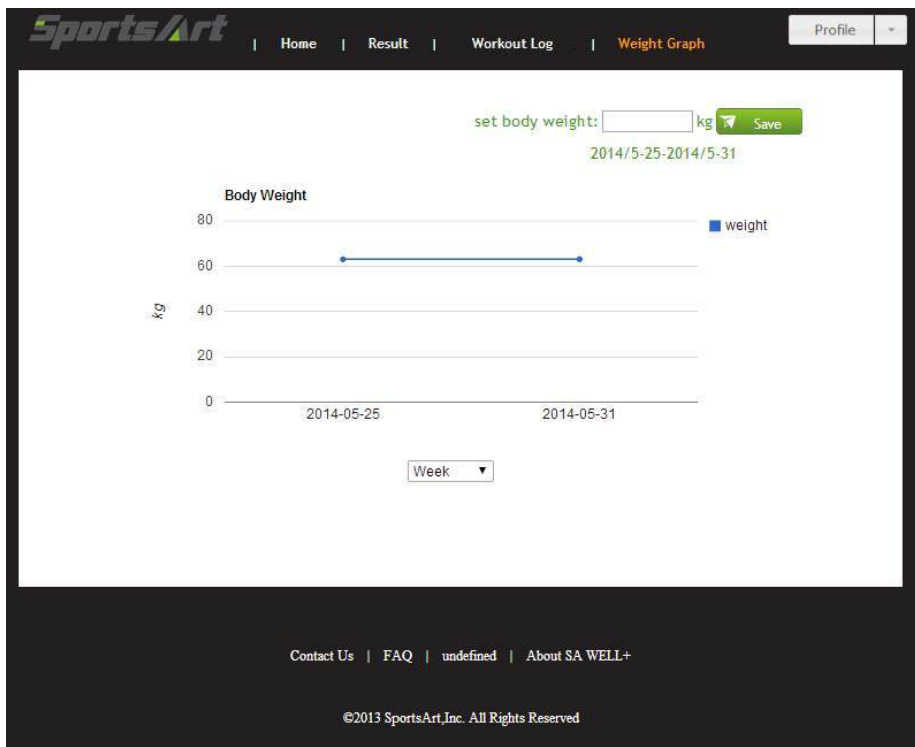 SportsArt
| Home | Result | Workout Log | Weight Graph
Profile
set body weight: kg Save
2014/5-25-2014/5-31
Body Weight
80
weight
60
kg
40
20
0
2014-05-25 2014-05-31
Week
Contact Us | FAQ | undefined | About SA WELL+
©2013 SportsArt,Inc. All Rights Reserved